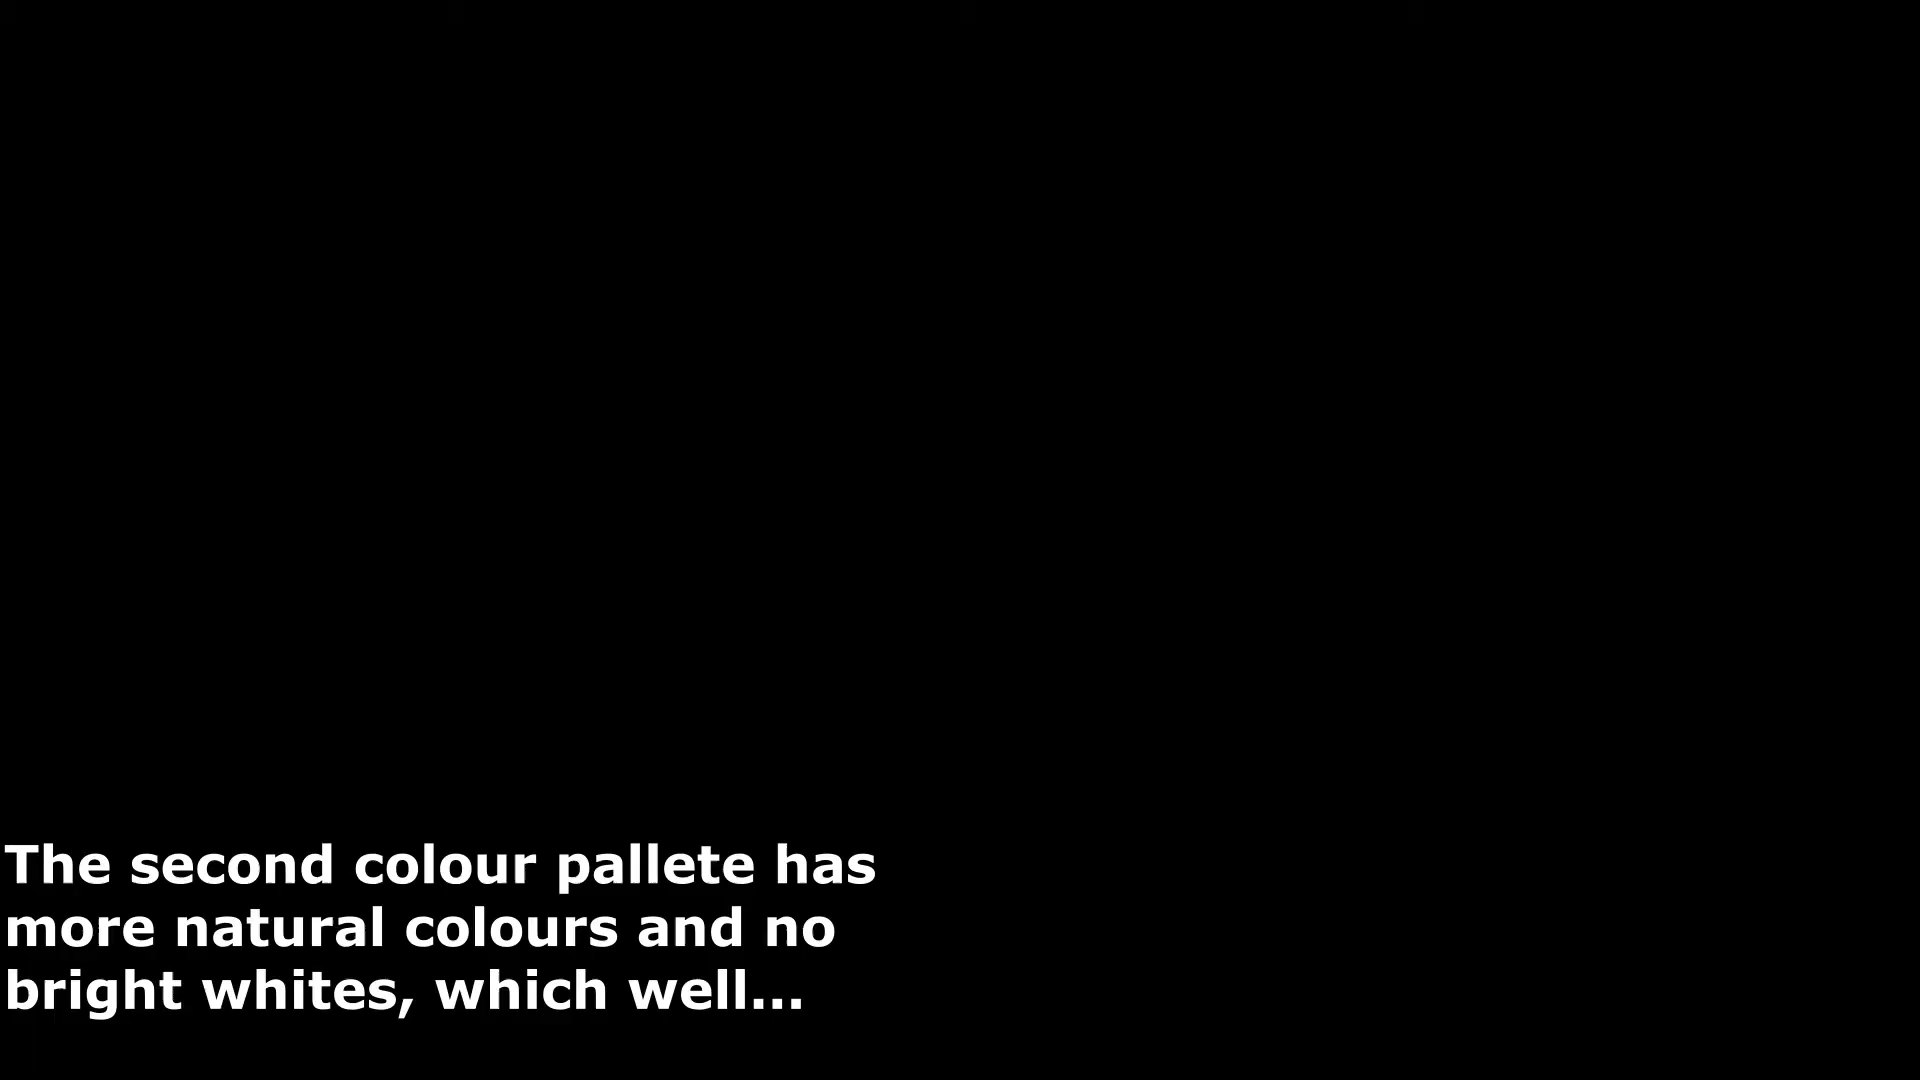 The second colour pallete has
more natural colours and no
bright whites, which well...